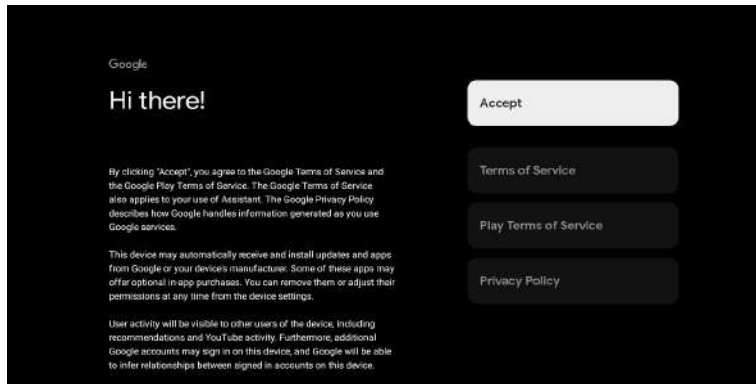 Google
Hi there!
By clicking "Accept", you agree to the Google Terms of Service and
the Google Play Terms of Service. The Google Terms of Service
also applies to your use of Assistant. The Google Privacy Policy
describes how Google handles information generated as you use
Google services.
This device may automatically receive and install updates and apps
from Google or your device's manufacturer. Some of these apps may
offer optional in-app purchases. You can remove them or adjust their
permissions at any time from the device settings.
User activity will be visible to other users of the device, including
recommendations and YouTube activity. Furthermore, additional
Google accounts may sign in on this device, and Google will be able
to infer relationships between signed in accounts on this device.
Accept
Terms of Service
Play Terms of Service
Privacy Policy